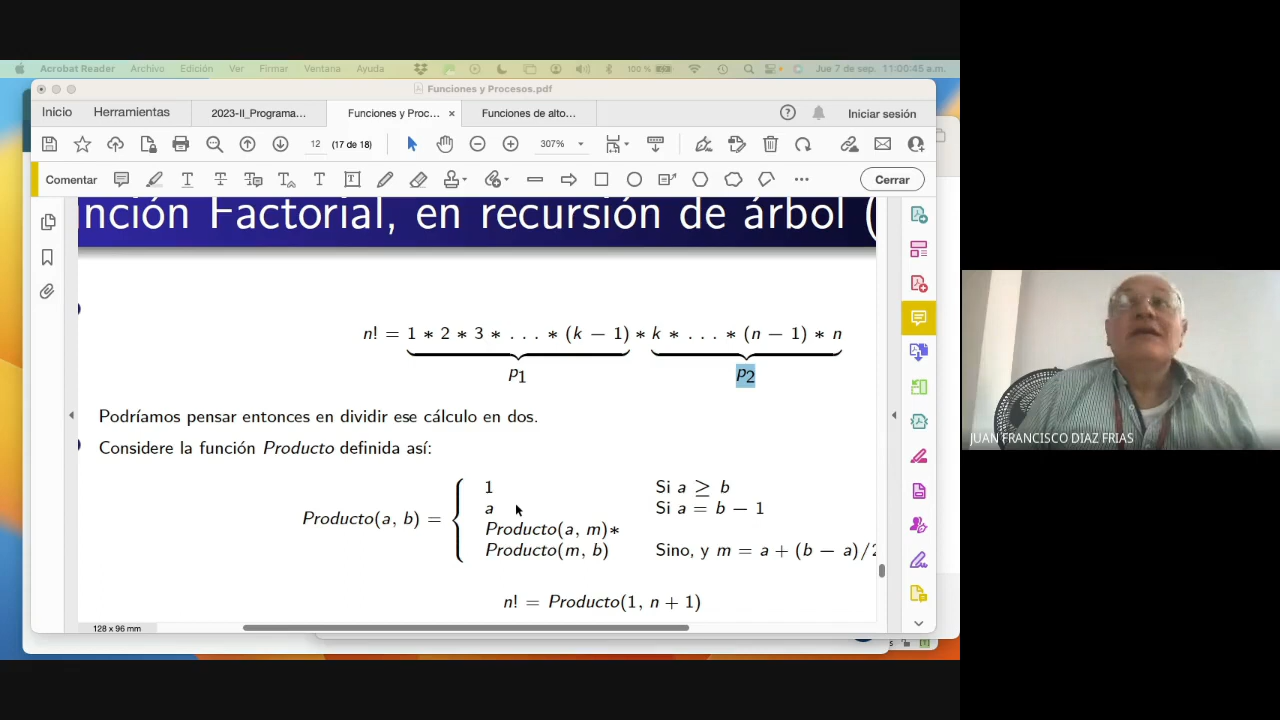 Acrobat Reader Archivo Edición Ver Firmar Ventana Ayuda 100 % Jue 7 de sep. 11:00:45 a.m.
Funciones y Procesos.pdf
Inicio Herramientas 2023-II_Programa... Funciones y Proc... × Funciones de alto... Iniciar sesión
12 (17 de 18) 307%
Comentar Cerrar
nción Factorial, en recursión de árbol (
n! = 1 ∗ 2 ∗ 3 ∗ . . . ∗ (k − 1) ∗ k ∗ . . . ∗ (n − 1) ∗ n
P1 P2
Podríamos pensar entonces en dividir ese cálculo en dos.
Considere la función Producto definida así:
1 Si a ≥ b
a Si a = b − 1
Producto(a, b) =
Producto(a, m)∗
Producto(m, b) Sino, y m = a + (b − a)/2
n! = Producto(1, n + 1)
128 x 96 mm
JUAN FRANCISCO DIAZ FRIAS